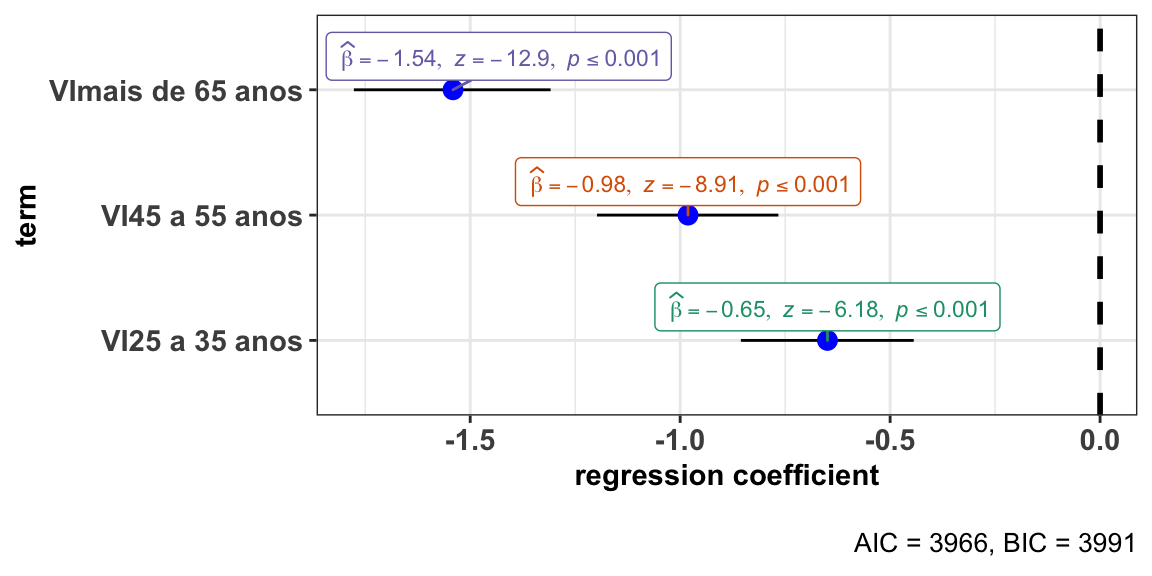 β̂ = −1.54, z = −12.9, p ≤ 0.001
VImais de 65 anos
β̂ = −0.98, z = −8.91, p ≤ 0.001
VI45 a 55 anos
β̂ = −0.65, z = −6.18, p ≤ 0.001
VI25 a 35 anos
term
-1.5 -1.0 -0.5 0.0
regression coefficient
AIC = 3966, BIC = 3991